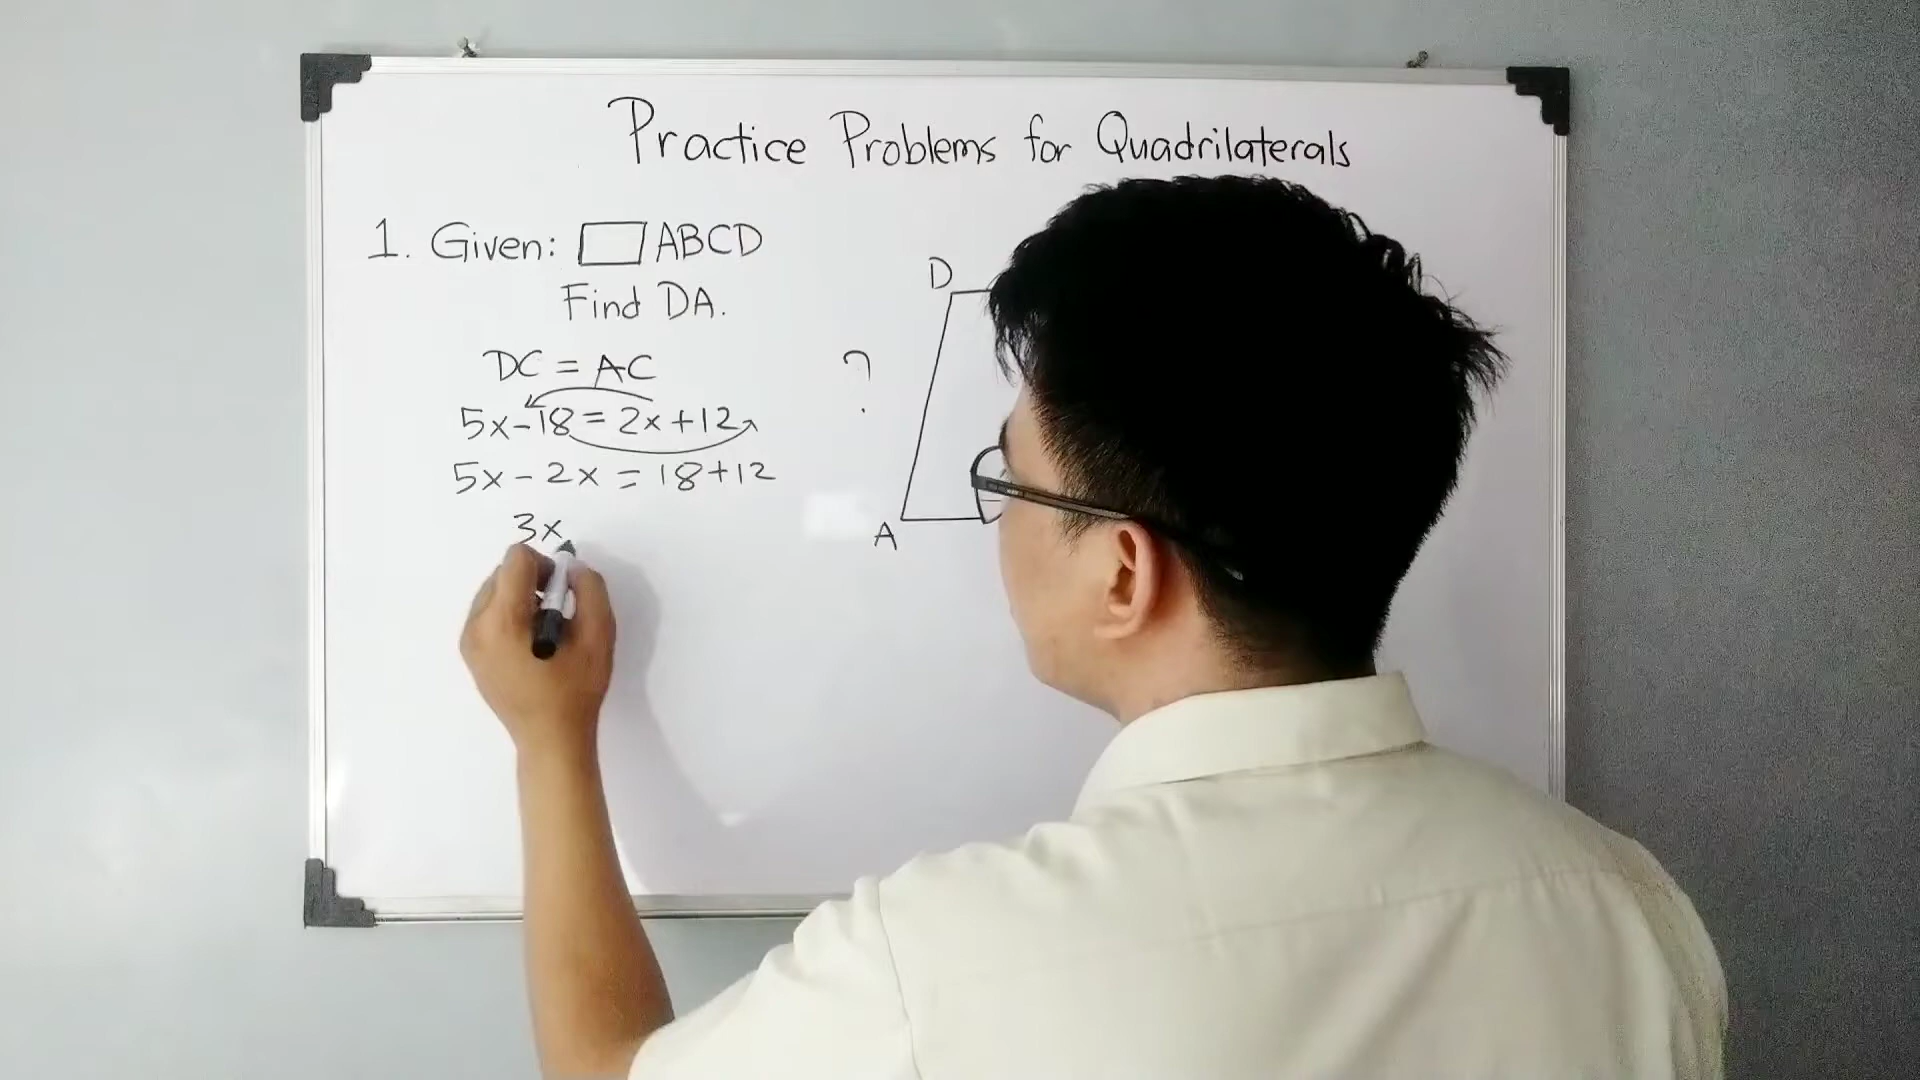 Practice Problems for Quadrilaterals
1. Given: ▱ABCD
Find DA.
DC = AC
5x-18 = 2x+12
5x - 2x = 18+12
3x
?
D
A